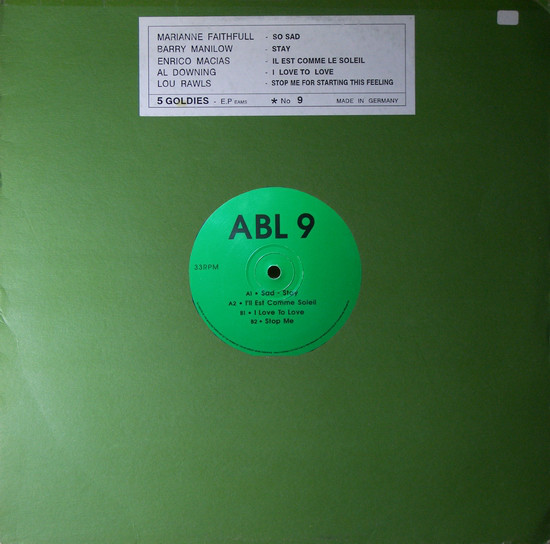 MARIANNE FAITHFULL - SO SAD
BARRY MANILOW - STAY
ENRICO MACIAS - IL EST COMME LE SOLEIL
AL DOWNING - I LOVE TO LOVE
LOU RAWLS - STOP ME FOR STARTING THIS FEELING
5 GOLDIES - E.P EAMS * No 9 MADE IN GERMANY
ABL 9
33RPM
A1 • Sad - Stay
A2 • I'll Est Comme Soleil
B1 • I Love To Love
B2 • Stop Me